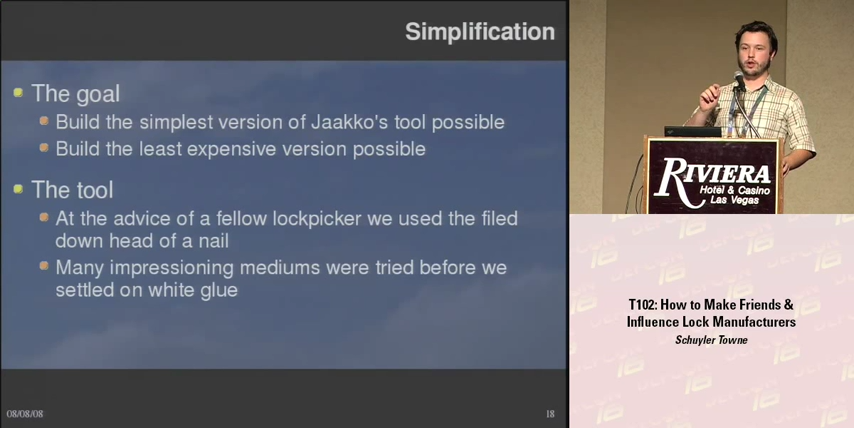 Simplification
The goal
Build the simplest version of Jaakko's tool possible
Build the least expensive version possible
The tool
At the advice of a fellow lockpicker we used the filed
down head of a nail
Many impressioning mediums were tried before we
settled on white glue
08/08/08
18
RIVIERA
Hotel & Casino
Las Vegas
T102: How to Make Friends &
Influence Lock Manufacturers
Schuyler Towne